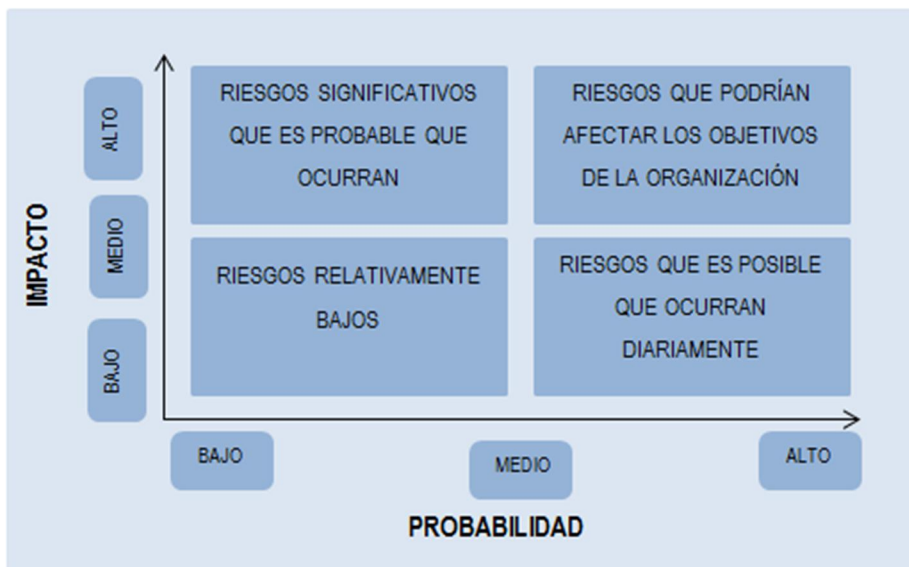 RIESGOS SIGNIFICATIVOS
QUE ES PROBABLE QUE
OCURRAN
RIESGOS QUE PODRÍAN
AFECTAR LOS OBJETIVOS
DE LA ORGANIZACIÓN
RIESGOS RELATIVAMENTE
BAJOS
RIESGOS QUE ES POSIBLE
QUE OCURRAN
DIARIAMENTE
IMPACTO
ALTO
MEDIO
BAJO
BAJO
MEDIO
ALTO
PROBABILIDAD